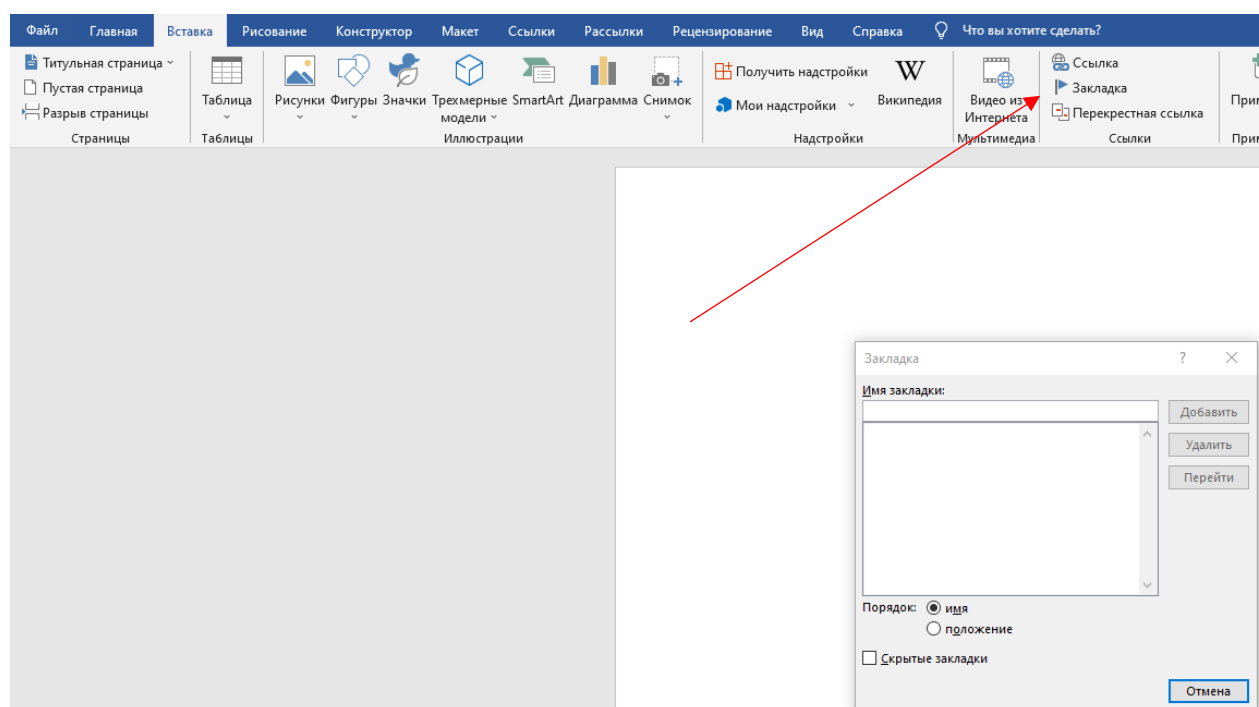 Файл Главная Вставка Рисование Конструктор Макет Ссылки Рассылки Рецензирование Вид Справка Что вы хотите сделать?
Титульная страница
Пустая страница
Разрыв страницы
Страницы
Таблица
Таблицы
Рисунки Фигуры Значки Трехмерные модели SmartArt Диаграмма Снимок
Иллюстрации
Получить надстройки
Мои надстройки
W
Википедия
Надстройки
Видео из
Интернета
Мультимедиа
Ссылка
Закладка
Перекрестная ссылка
Ссылки
Закладка ?
Имя закладки:
Добавить
Удалить
Перейти
Порядок: имя
положение
Скрытые закладки
Отмена